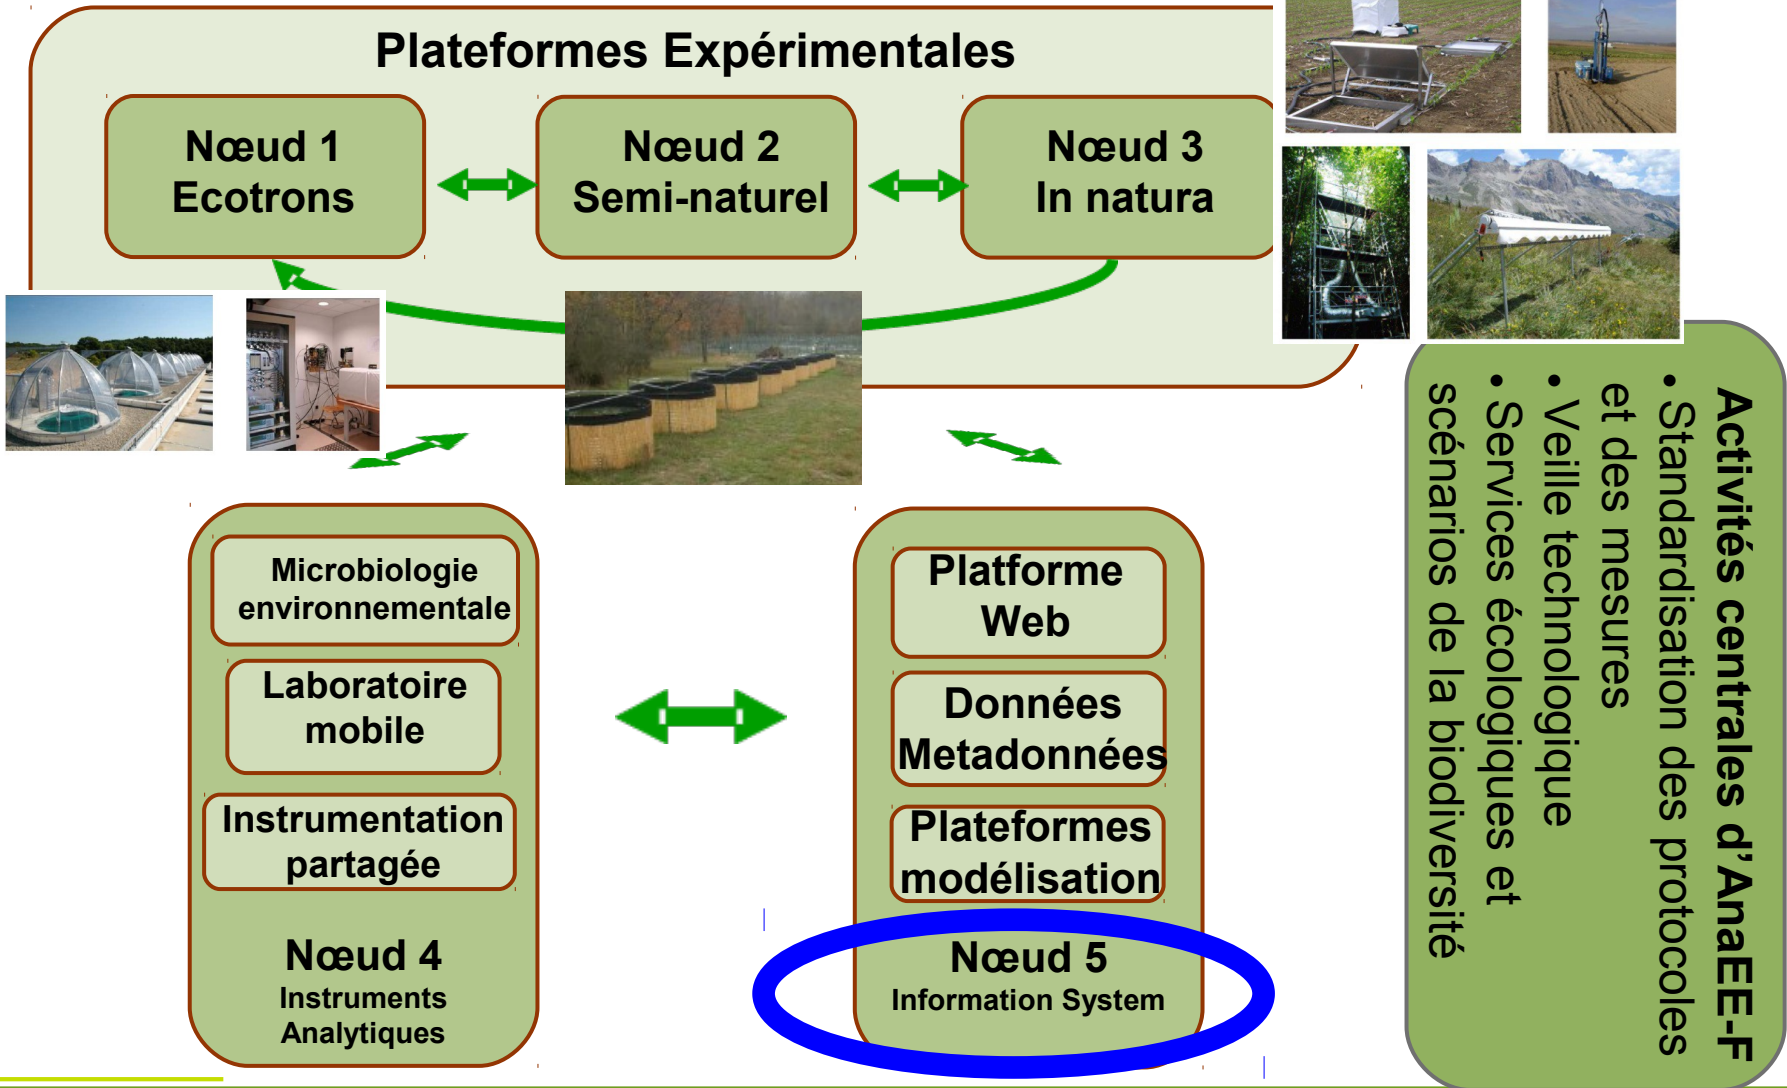 Plateformes Expérimentales
Nœud 1
Ecotrons
Nœud 2
Semi-naturel
Nœud 3
In natura
Microbiologie
environnementale
Laboratoire
mobile
Instrumentation
partagée
Nœud 4
Instruments
Analytiques
Platforme
Web
Données
Metadonnées
Plateformes
modélisation
Nœud 5
Information System
Activités centrales d'AnaEE-F
• Standardisation des protocoles
et des mesures
• Veille technologique
• Services écologiques et
scénarios de la biodiversité